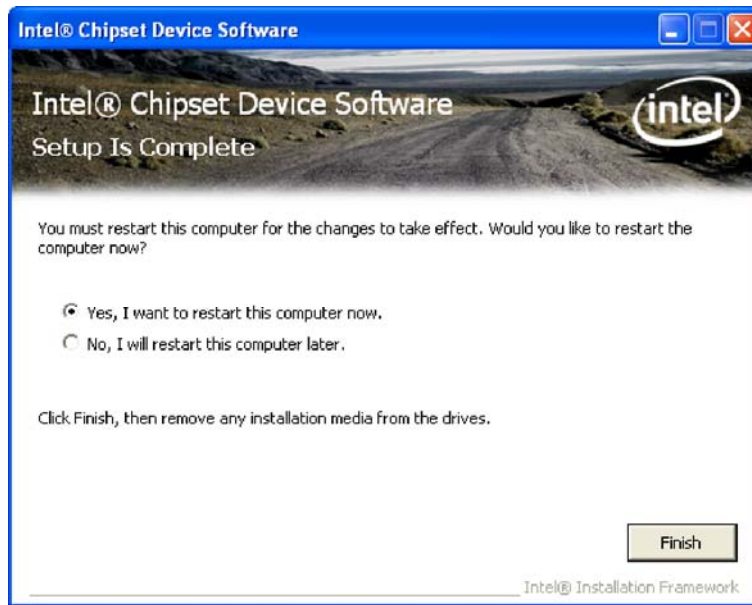 Intel® Chipset Device Software
Intel® Chipset Device Software
intel
Setup Is Complete
You must restart this computer for the changes to take effect. Would you like to restart the
computer now?
Yes, I want to restart this computer now.
No, I will restart this computer later.
Click Finish, then remove any installation media from the drives.
Finish
Intel® Installation Framework